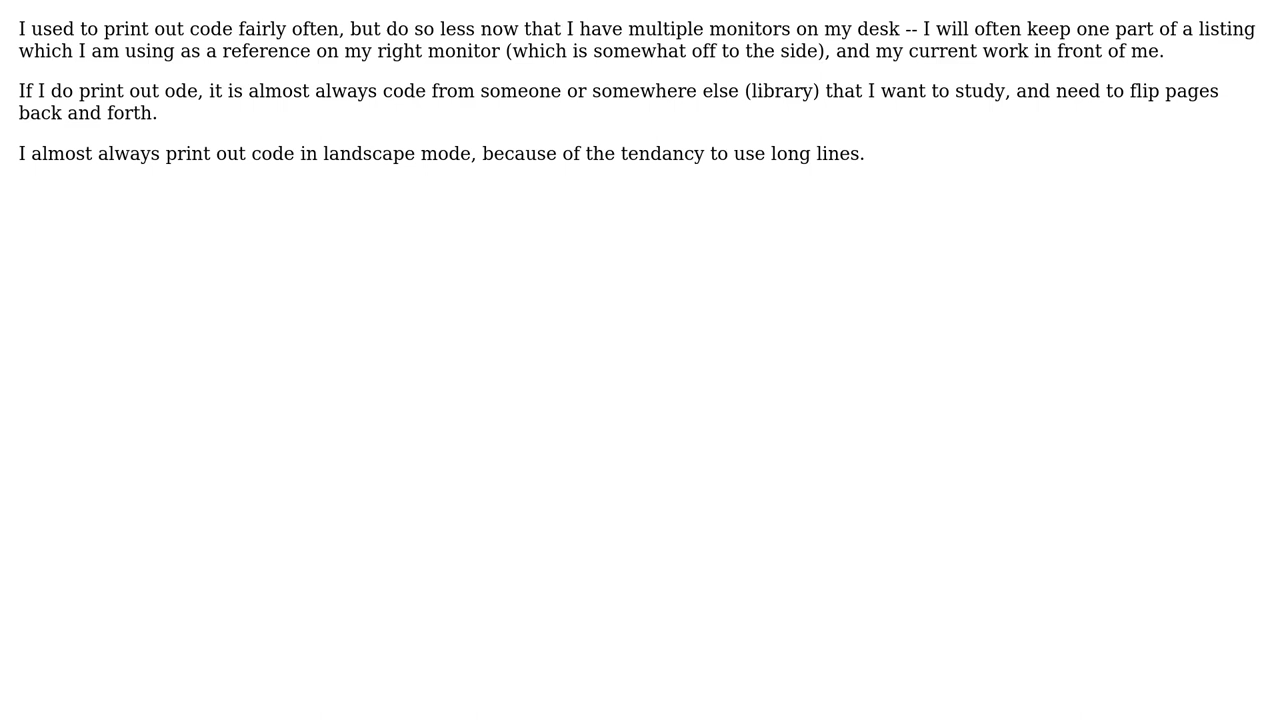 I used to print out code fairly often, but do so less now that I have multiple monitors on my desk -- I will often keep one part of a listing
which I am using as a reference on my right monitor (which is somewhat off to the side), and my current work in front of me.
If I do print out ode, it is almost always code from someone or somewhere else (library) that I want to study, and need to flip pages
back and forth.
I almost always print out code in landscape mode, because of the tendancy to use long lines.